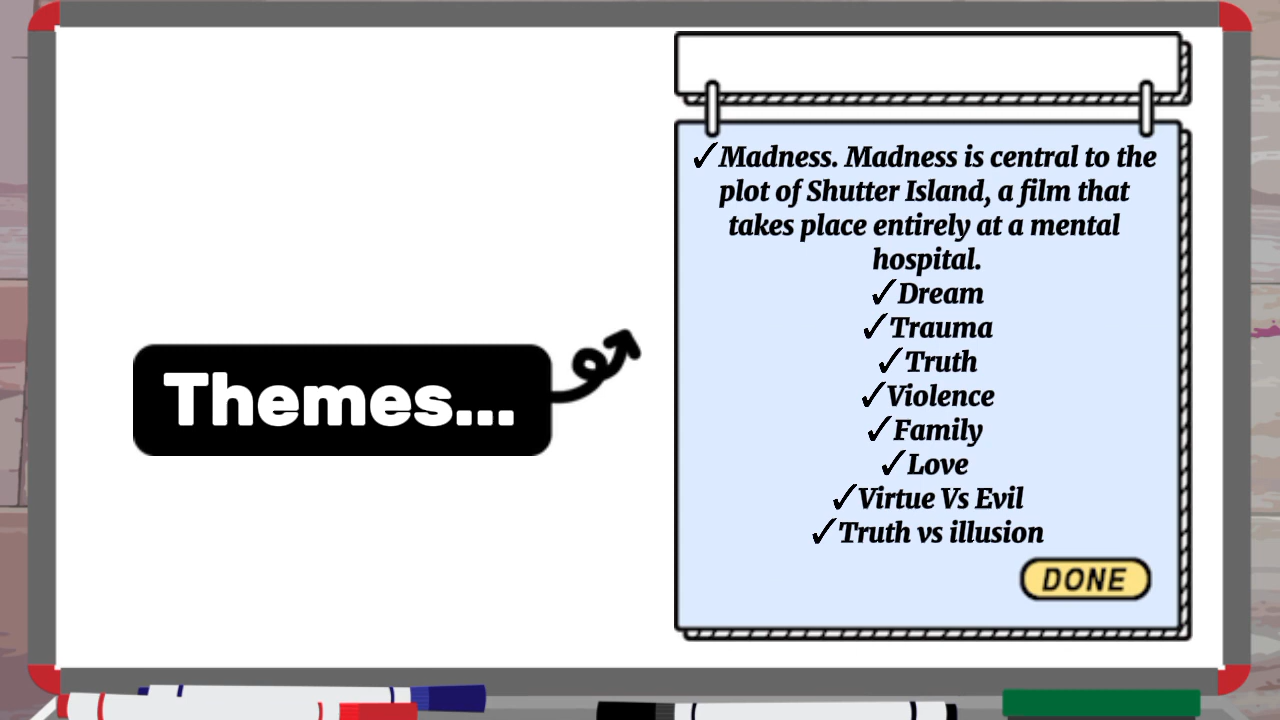 Themes...
✓Madness. Madness is central to the
plot of Shutter Island, a film that
takes place entirely at a mental
hospital.
✓Dream
✓Trauma
✓Truth
✓Violence
✓Family
✓Love
✓Virtue Vs Evil
✓Truth vs illusion
DONE